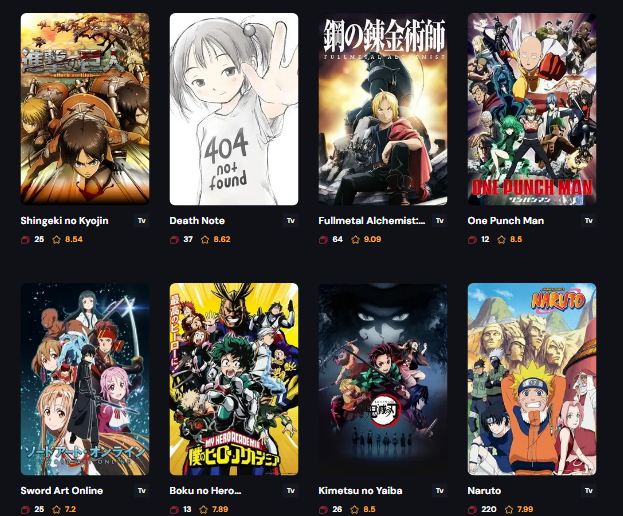 進撃の巨人
attack on titan
404
not
found
鋼の錬金術師
FULLMETAL ALCHEMIST
ONE PUNCH MAN
ワンパンマン
Shingeki no Kyojin
Tv
25
8.54
Death Note
Tv
37
8.62
Fullmetal Alchemist:...
Tv
64
9.09
One Punch Man
Tv
12
8.5
ソードアート・オンライン
最高のヒーローに
MY HERO ACADEMIA
僕のヒーローアカデミア
鬼滅の刃
NARUTO
Sword Art Online
Tv
25
7.2
Boku no Hero...
Tv
13
7.89
Kimetsu no Yaiba
Tv
26
8.5
Naruto
Tv
220
7.99